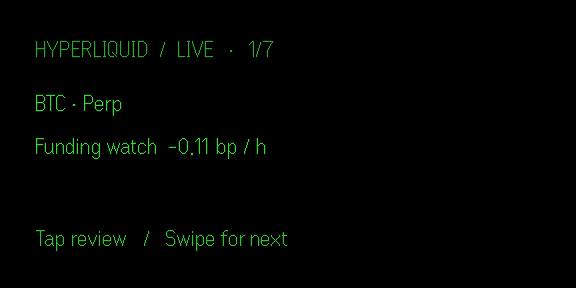 HYPERLIQUID / LIVE · 1/7
BTC · Perp
Funding watch -0.11 bp / h
Tap review / Swipe for next